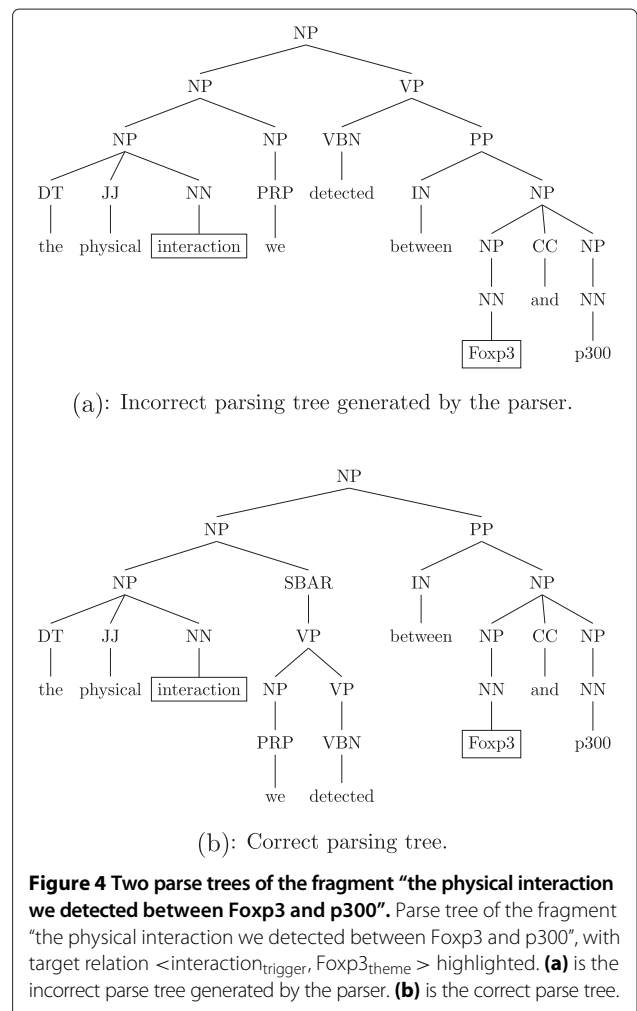 NP
NP VP
NP NP VBN PP
DT JJ NN PRP detected IN NP
the physical interaction we between NP CC NP
NN and NN
Foxp3 p300
(a): Incorrect parsing tree generated by the parser.
NP
NP PP
NP SBAR IN NP
DT JJ NN VP between NP CC NP
the physical interaction NP VP NN and NN
PRP VBN Foxp3 p300
we detected
(b): Correct parsing tree.
Figure 4 Two parse trees of the fragment “the physical interaction
we detected between Foxp3 and p300”. Parse tree of the fragment
“the physical interaction we detected between Foxp3 and p300”, with
target relation <interactiontrigger, Foxp3theme > highlighted. (a) is the
incorrect parse tree generated by the parser. (b) is the correct parse tree.